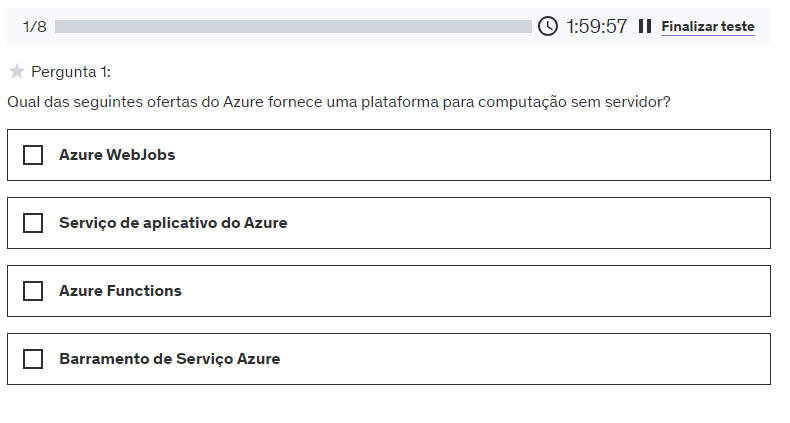 1/8 1:59:57 Finalizar teste
Pergunta 1:
Qual das seguintes ofertas do Azure fornece uma plataforma para computação sem servidor?
Azure WebJobs
Serviço de aplicativo do Azure
Azure Functions
Barramento de Serviço Azure